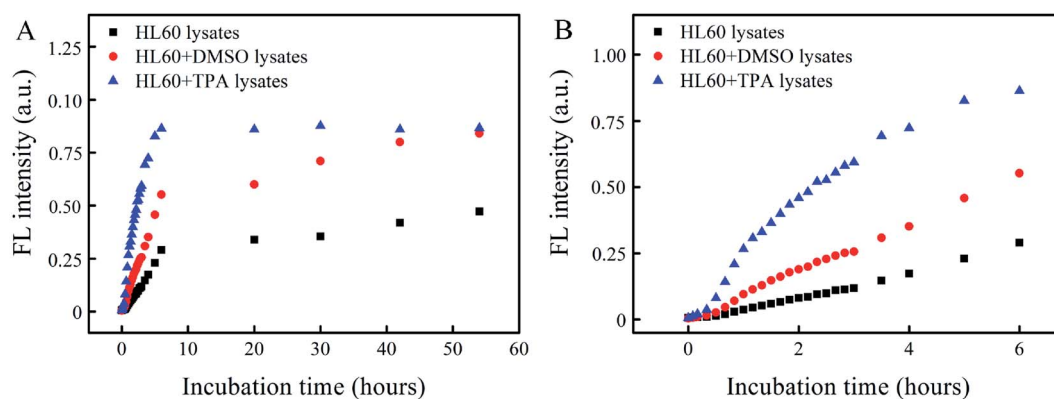 A
HL60 lysates
HL60+DMSO lysates
HL60+TPA lysates
1.25
0.10
0.75
0.50
0.25
0
FL intensity (a.u.)
0 10 20 30 40 50 60
Incubation time (hours)
B
HL60 lysates
HL60+DMSO lysates
HL60+TPA lysates
1.00
0.75
0.50
0.25
0
FL intensity (a.u.)
0 2 4 6
Incubation time (hours)